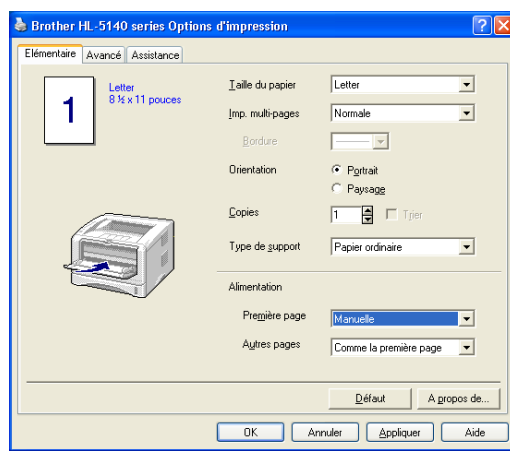 Brother HL-5140 series Options d'impression
Elémentaire Avancé Assistance
1
Letter
8 ½ x 11 pouces
Taille du papier Letter
Imp. multi-pages Normale
Bordure
Orientation Portrait
Paysage
Copies 1 Trier
Type de support Papier ordinaire
Alimentation
Première page Manuelle
Autres pages Comme la première page
Défaut A propos de...
OK Annuler Appliquer Aide